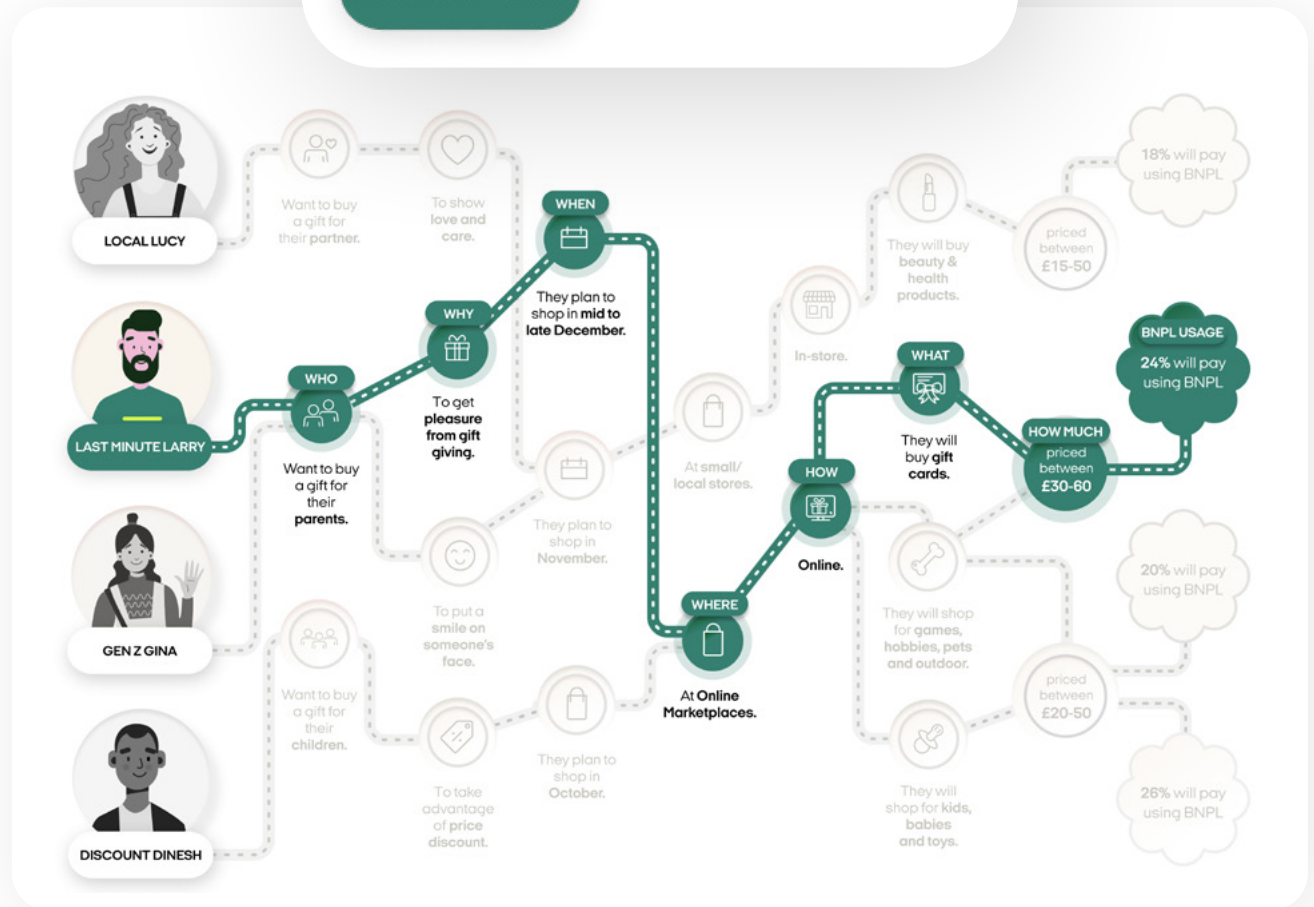 LOCAL LUCY
Want to buy
a gift for
their partner.
To show
love and
care.
WHEN
They plan to
shop in mid to
late December.
They will buy
beauty &
health
products.
priced
between
£15-50
18% will pay
using BNPL
LAST MINUTE LARRY
WHO
Want to buy
a gift for
their
parents.
WHY
To get
pleasure
from gift
giving.
In-store.
WHAT
They will
buy gift
cards.
HOW MUCH
priced
between
£30-60
BNPL USAGE
24% will pay
using BNPL
At small/
local stores.
HOW
Online.
GEN Z GINA
To put a
smile on
someone's
face.
They plan to
shop in
November.
WHERE
At Online
Marketplaces.
They will shop
for games,
hobbies, pets
and outdoor.
20% will pay
using BNPL
DISCOUNT DINESH
Want to buy
a gift for
their
children.
To take
advantage
of price
discount.
They plan to
shop in
October.
They will
shop for kids,
babies
and toys.
priced
between
£20-50
26% will pay
using BNPL